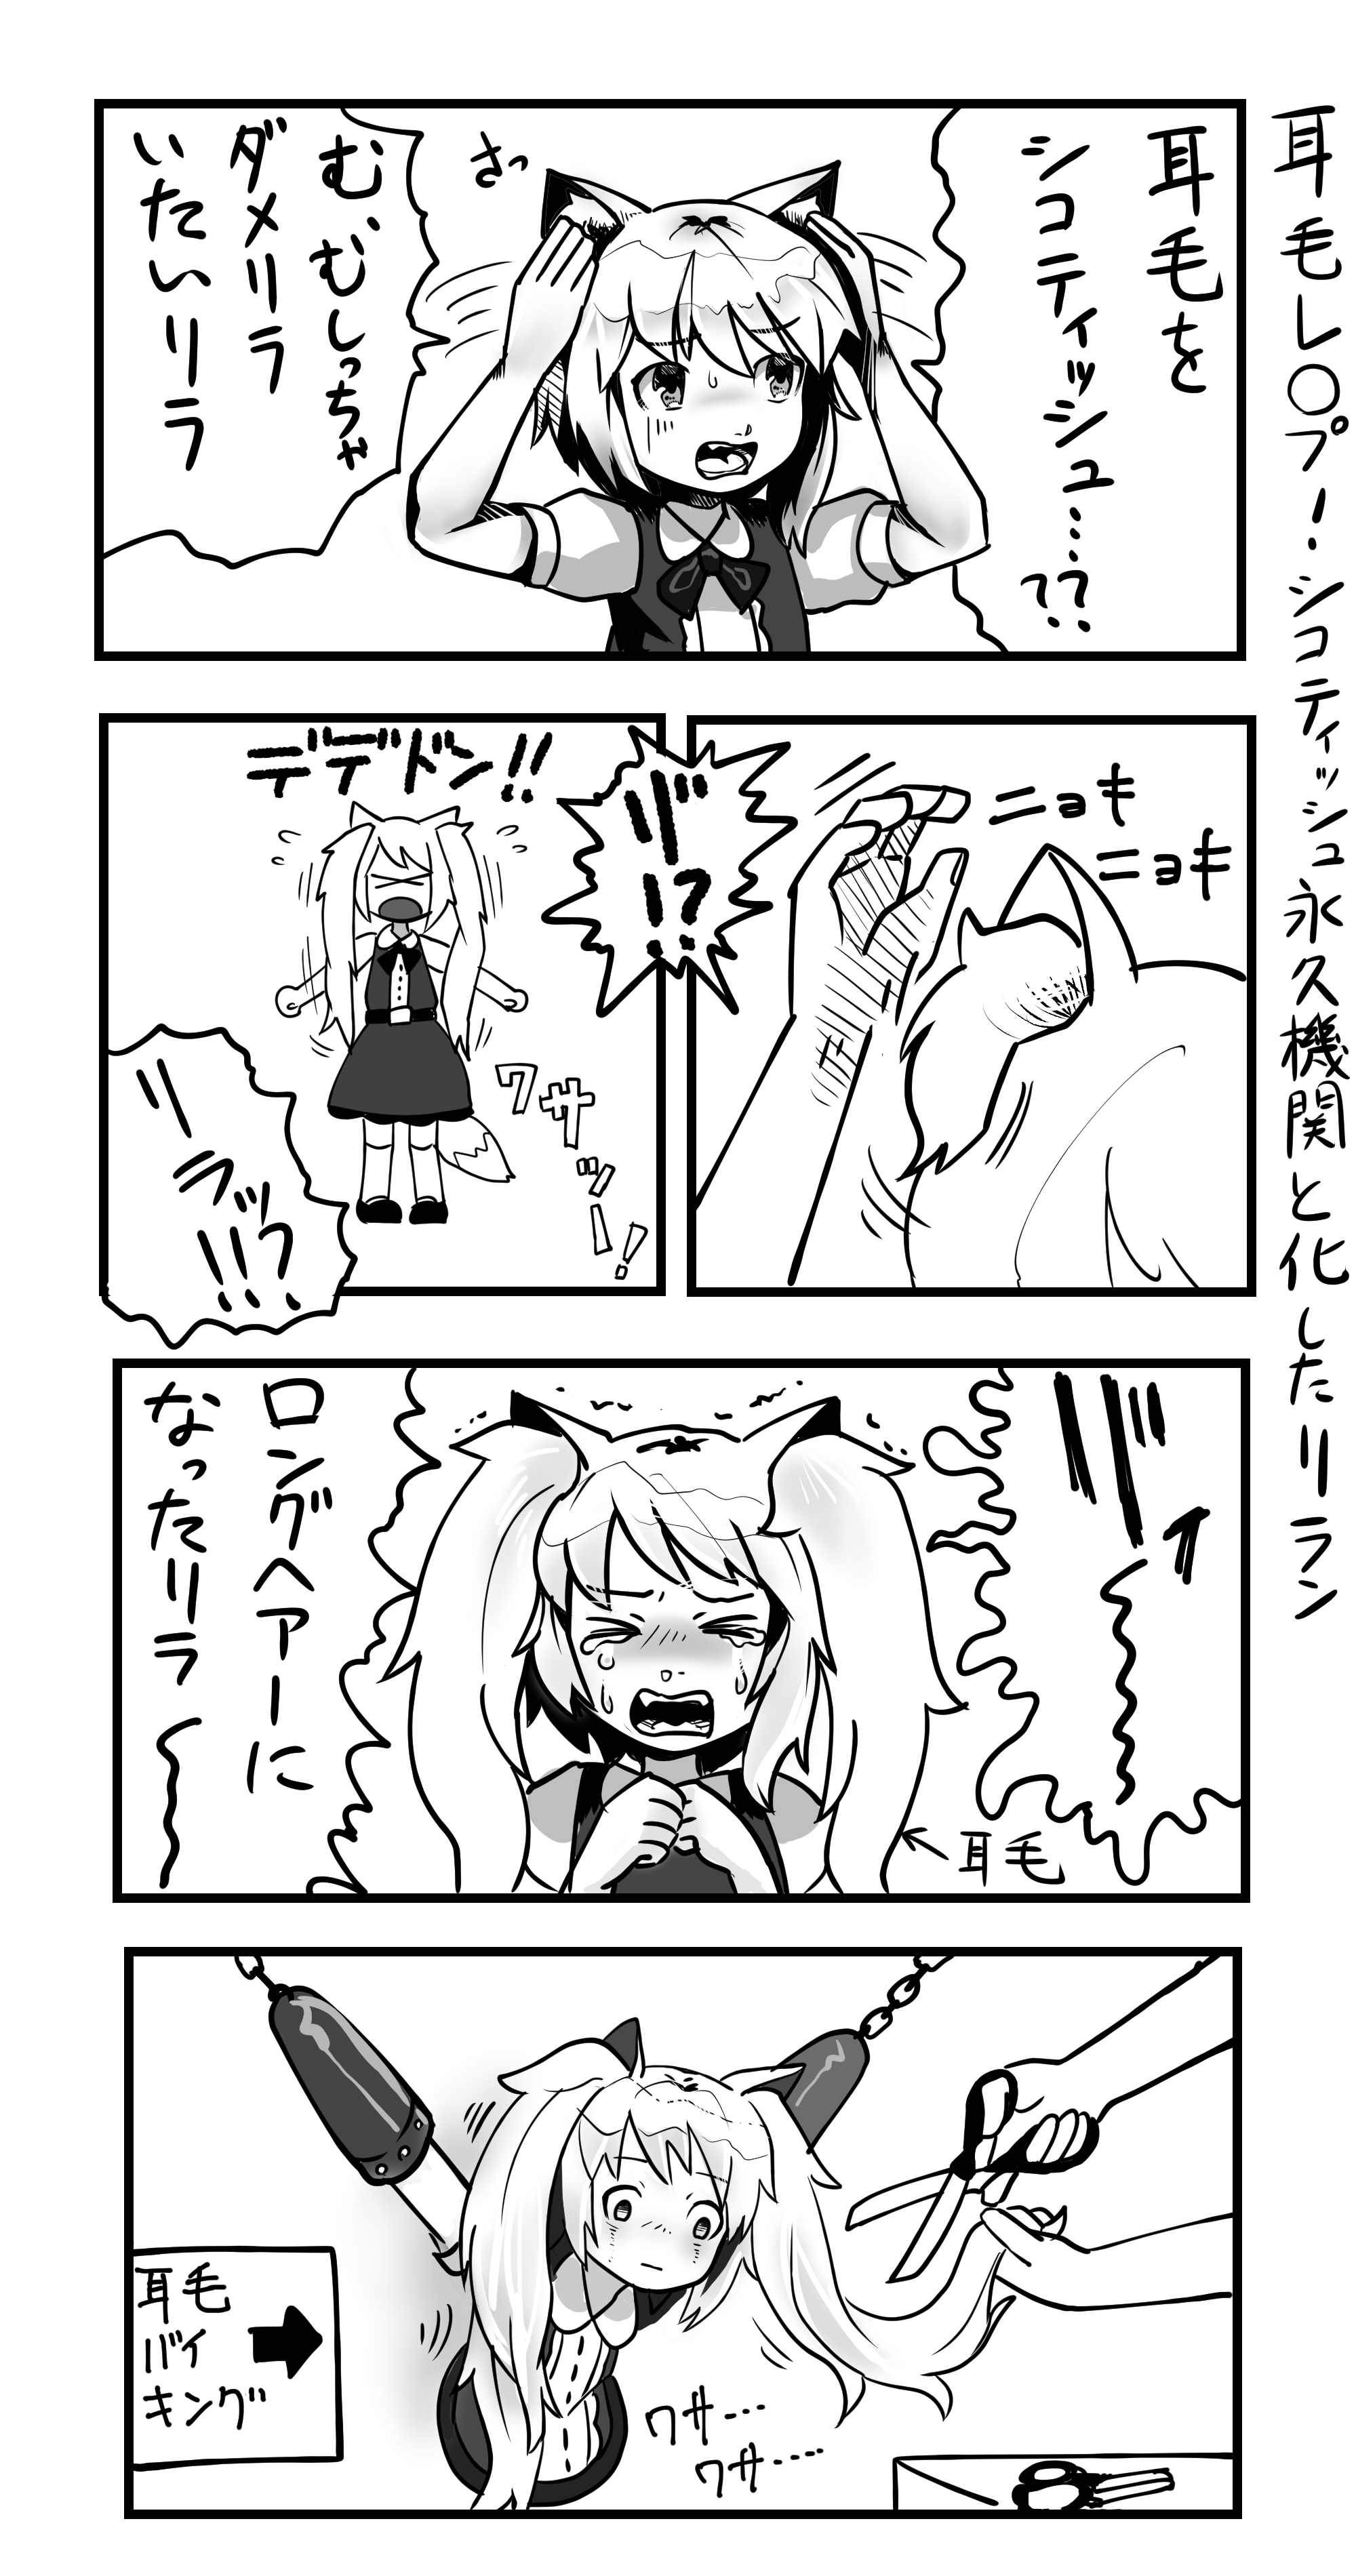 耳毛レ〇プ!シコティッシュ永久機関と化したリラン
耳毛を
シコティッシュ……??
さっ
むむしっちゃ
ダメリラ
いたいリラ
ニョキ
ニョキ
リ゛!?
デデドン!!
ワサッー!
リラッ!!?
ロングヘアーに
なったリラ～
耳毛
耳毛
バイ
キング
ワサ…
ワサ…